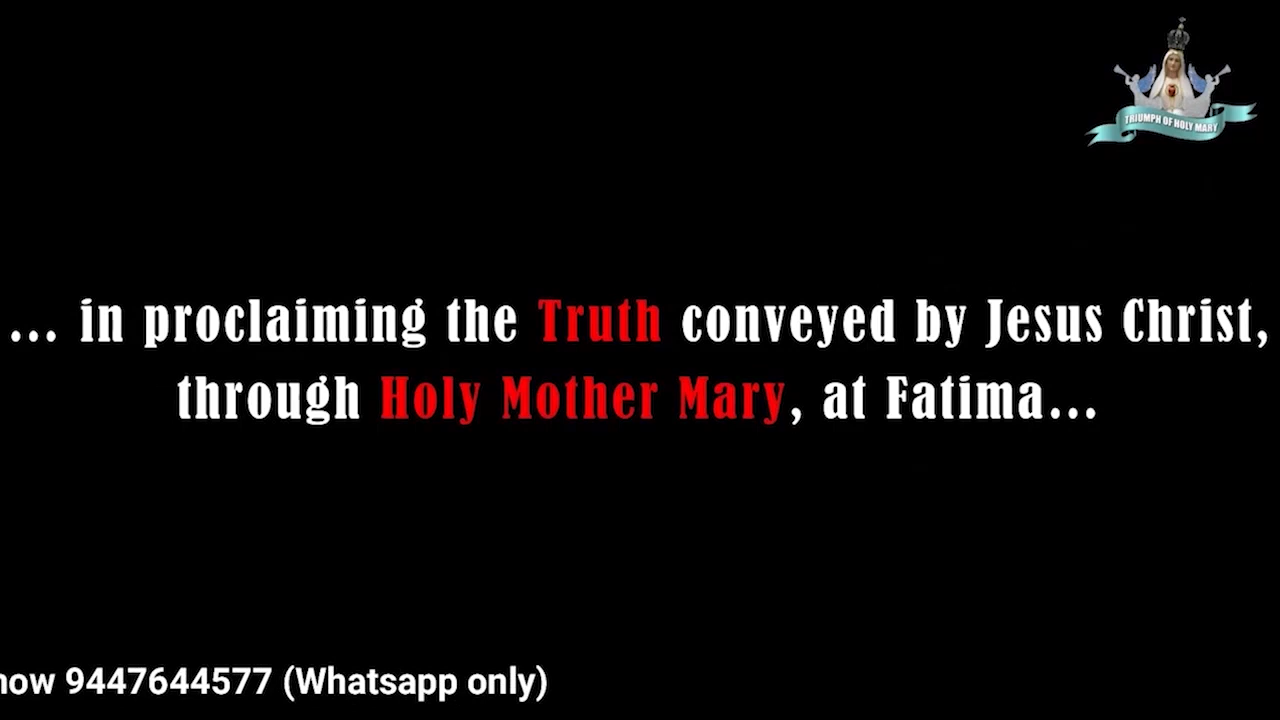 TRIUMPH OF HOLY MARY
... in proclaiming the Truth conveyed by Jesus Christ,
through Holy Mother Mary, at Fatima...
now 9447644577 (Whatsapp only)